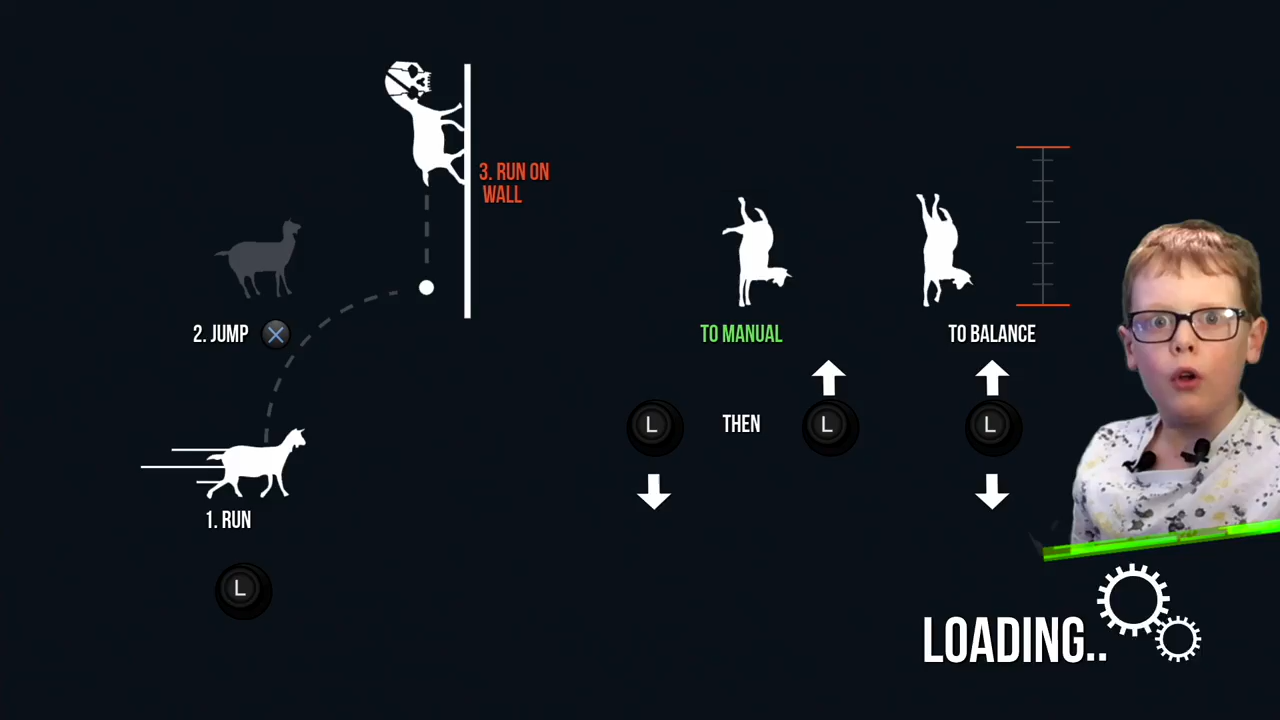 3. RUN ON
WALL
2. JUMP
1. RUN
L
TO MANUAL
L
THEN
L
TO BALANCE
L
LOADING..